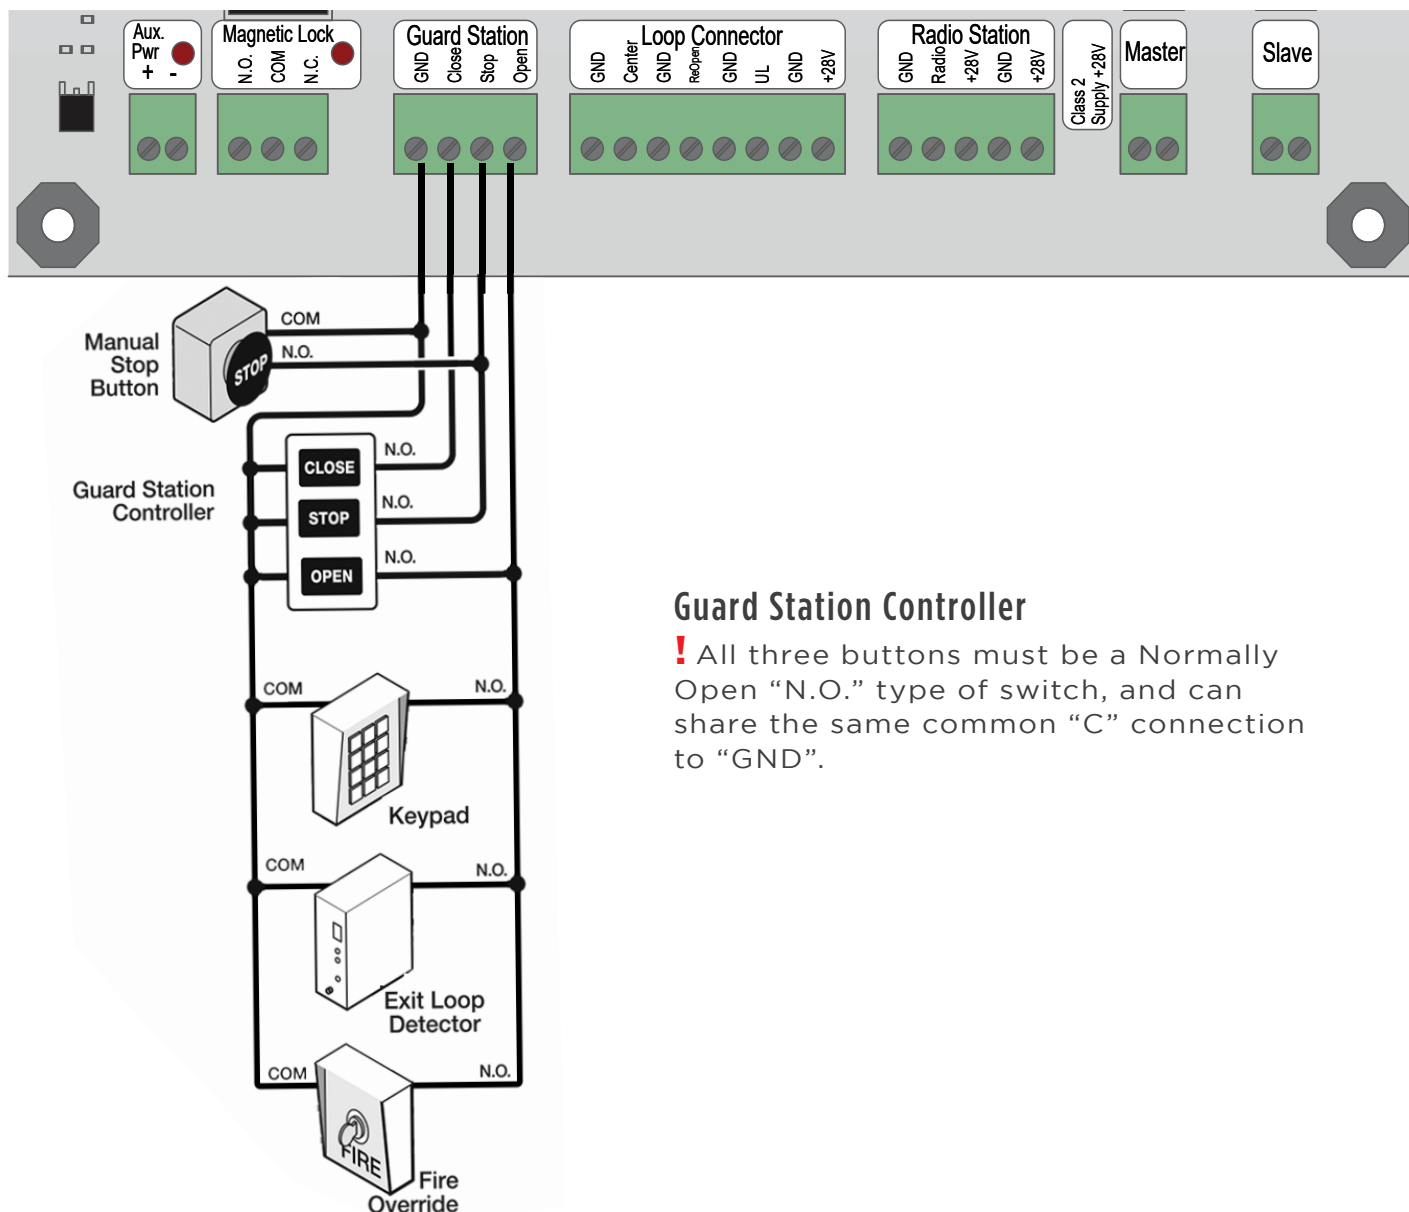 Aux.
Pwr
+ -
Magnetic Lock
N.O.
COM
N.C.
Guard Station
GND
Close
Stop
Open
Loop Connector
GND
Center
GND
ReOpen
GND
UL
GND
+28V
Radio Station
GND
Radio
+28V
GND
+28V
Class 2
Supply +28V
Master
Slave
Manual
Stop
Button
STOP
COM
N.O.
Guard Station
Controller
CLOSE
N.O.
STOP
N.O.
OPEN
N.O.
COM
N.O.
Keypad
COM
N.O.
Exit Loop
Detector
COM
N.O.
FIRE
Fire
Override
Guard Station Controller
! All three buttons must be a Normally
Open “N.O.” type of switch, and can
share the same common “C” connection
to “GND”.